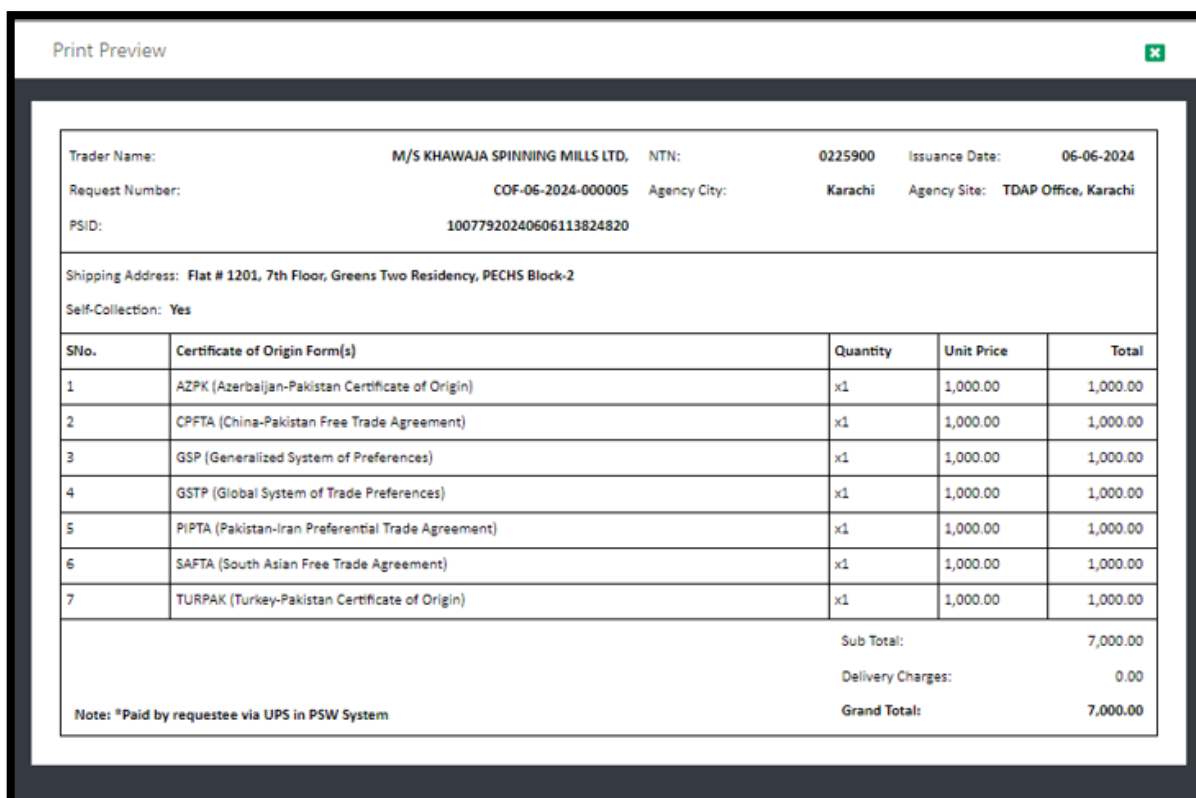 Print Preview
Trader Name: M/S KHAWAJA SPINNING MILLS LTD, NTN: 0225900 Issuance Date: 06-06-2024
Request Number: COF-06-2024-000005 Agency City: Karachi Agency Site: TDAP Office, Karachi
PSID: 10077920240606113824820
Shipping Address: Flat # 1201, 7th Floor, Greens Two Residency, PECHS Block-2
Self-Collection: Yes
SNo. Certificate of Origin Form(s) Quantity Unit Price Total
1 AZPK (Azerbaijan-Pakistan Certificate of Origin) x1 1,000.00 1,000.00
2 CPFTA (China-Pakistan Free Trade Agreement) x1 1,000.00 1,000.00
3 GSP (Generalized System of Preferences) x1 1,000.00 1,000.00
4 GSTP (Global System of Trade Preferences) x1 1,000.00 1,000.00
5 PIPTA (Pakistan-Iran Preferential Trade Agreement) x1 1,000.00 1,000.00
6 SAFTA (South Asian Free Trade Agreement) x1 1,000.00 1,000.00
7 TURPAK (Turkey-Pakistan Certificate of Origin) x1 1,000.00 1,000.00
Sub Total: 7,000.00
Delivery Charges: 0.00
Note: *Paid by requestee via UPS in PSW System Grand Total: 7,000.00